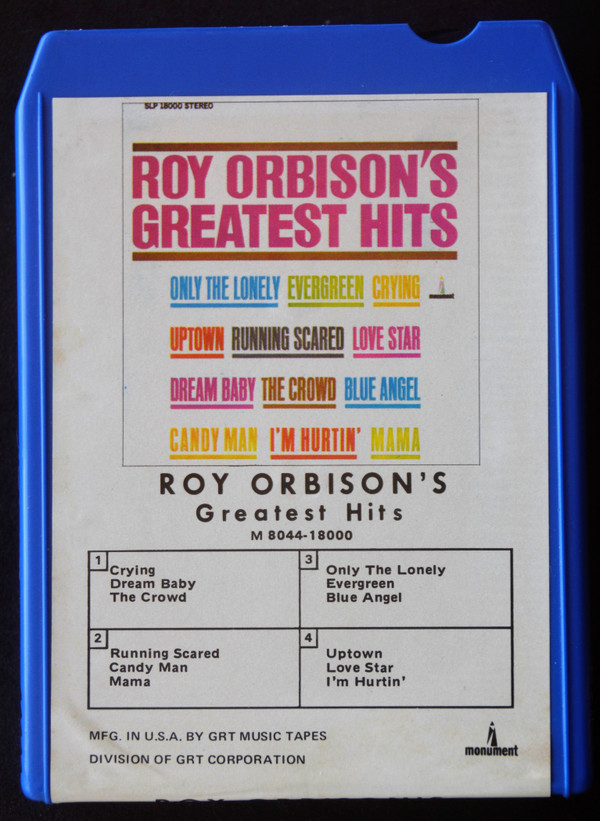 SLP 18000 STEREO
ROY ORBISON'S
GREATEST HITS
ONLY THE LONELY EVERGREEN CRYING
UPTOWN RUNNING SCARED LOVE STAR
DREAM BABY THE CROWD BLUE ANGEL
CANDY MAN I'M HURTIN' MAMA
ROY ORBISON'S
Greatest Hits
M 8044-18000
1
Crying
Dream Baby
The Crowd
3
Only The Lonely
Evergreen
Blue Angel
2
Running Scared
Candy Man
Mama
4
Uptown
Love Star
I'm Hurtin'
MFG. IN U.S.A. BY GRT MUSIC TAPES
DIVISION OF GRT CORPORATION
monument